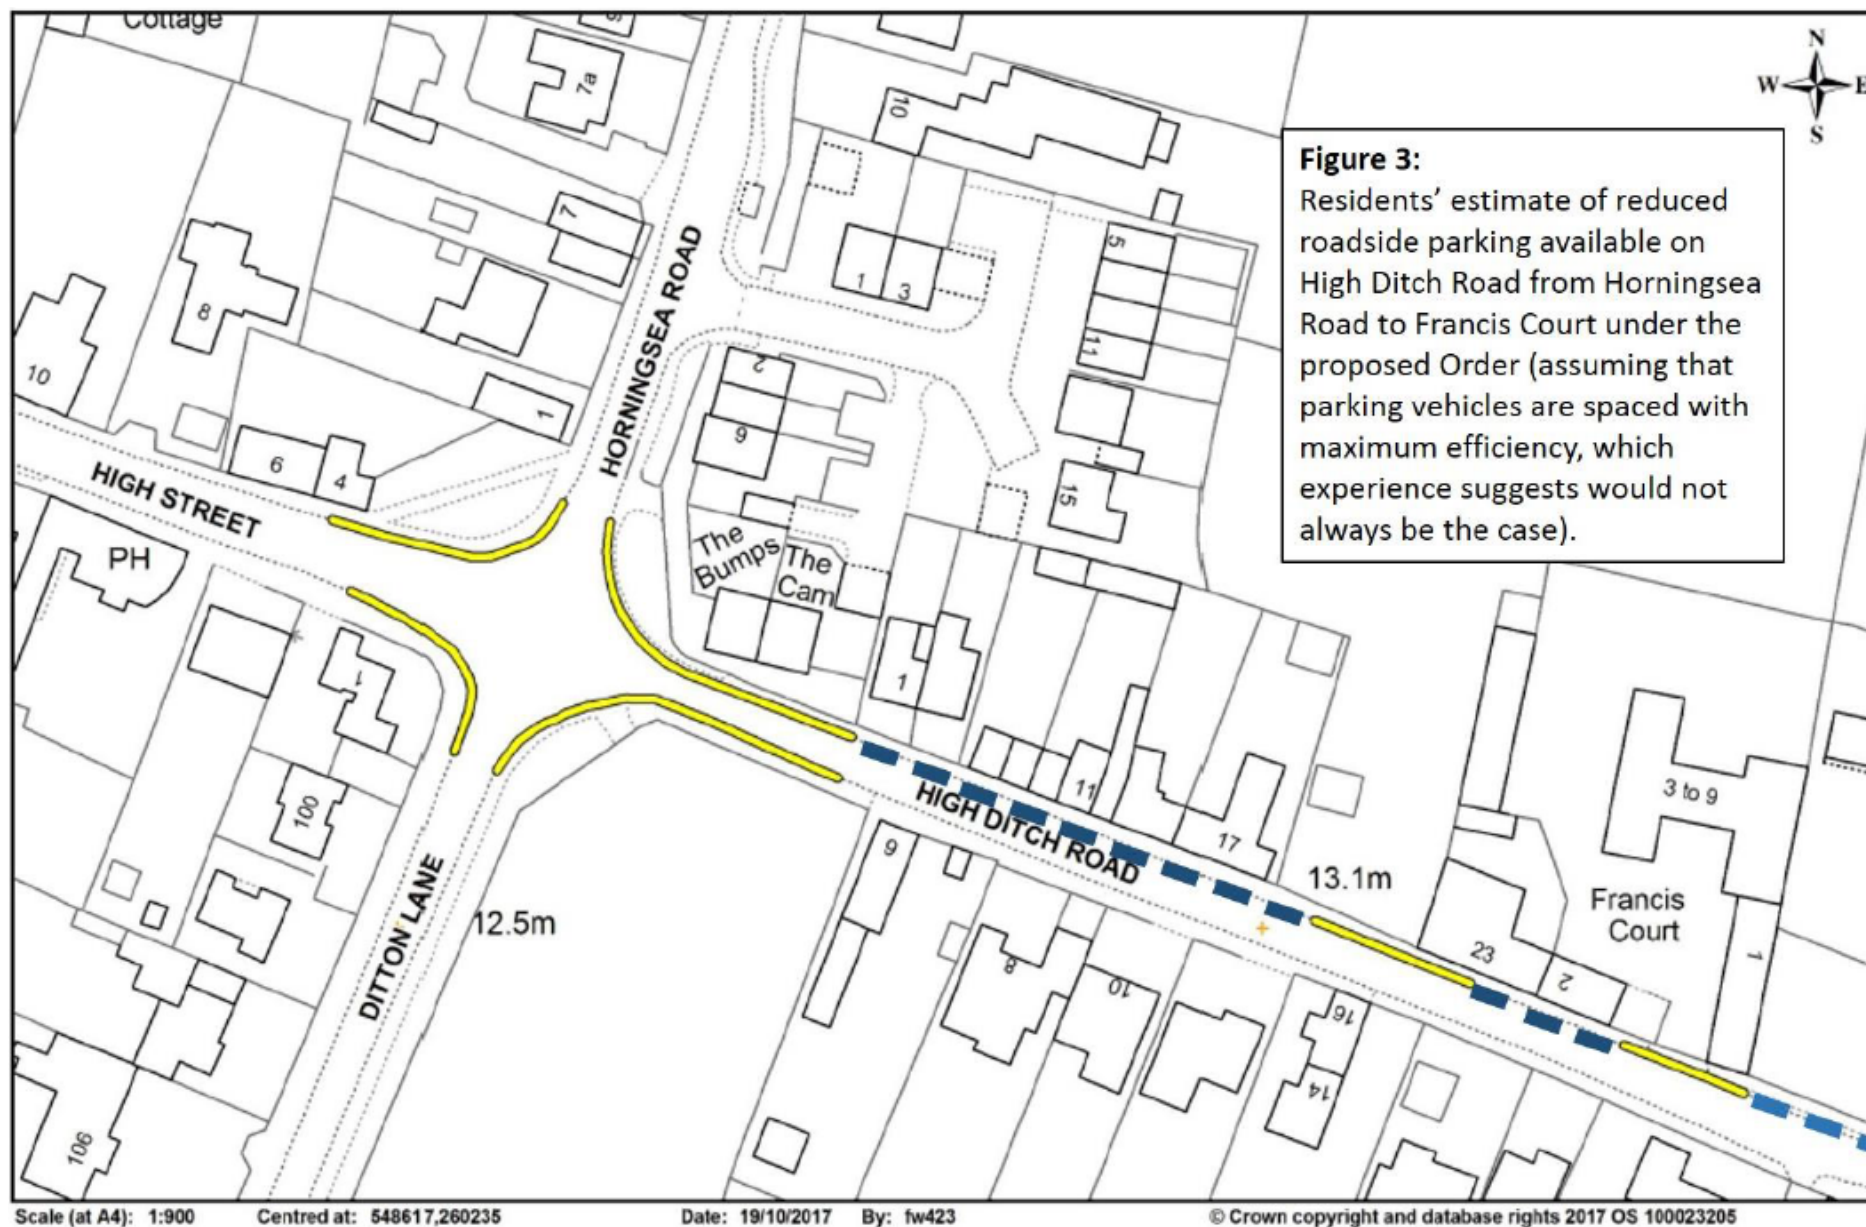 Cottage
9
7a
N
W E
S
10
Figure 3:
Residents' estimate of reduced
roadside parking available on
High Ditch Road from Horningsea
Road to Francis Court under the
proposed Order (assuming that
parking vehicles are spaced with
maximum efficiency, which
experience suggests would not
always be the case).
7
HORNINGSEA ROAD
5
1
3
8
11
2
10
1
9
6
4
HIGH STREET
15
PH
The
Bumps
The
Cam
1
1
3 to 9
11
HIGH DITCH ROAD
100
17
9
13.1m
Francis
Court
12.5m
DITTON LANE
23
2
1
8
10
16
14
106
Scale (at A4): 1:900
Centred at: 548617,260235
Date: 19/10/2017
By: fw423
© Crown copyright and database rights 2017 OS 100023205